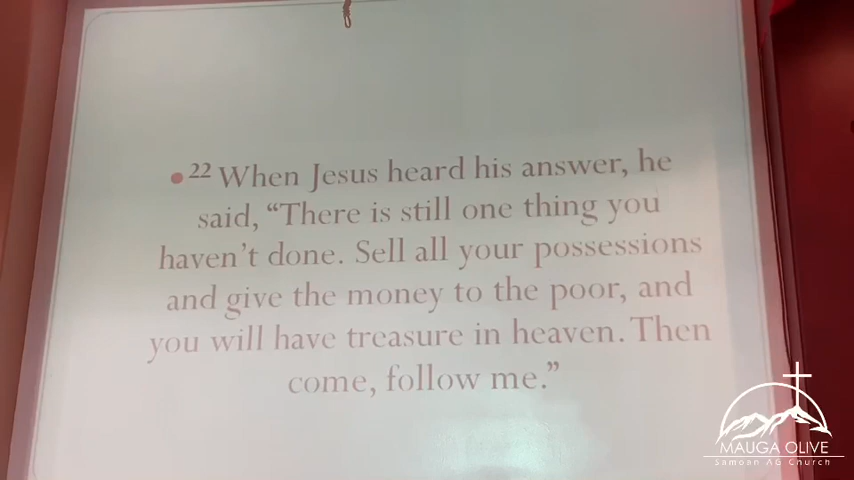 •²² When Jesus heard his answer, he
said, “There is still one thing you
haven’t done. Sell all your possessions
and give the money to the poor, and
you will have treasure in heaven. Then
come, follow me.”
MAUGA OLIVE
Samoan AG Church